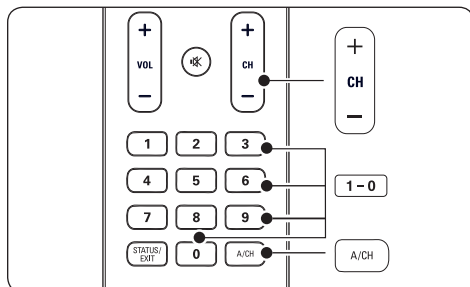 + + +
VOL CH CH
– – –
1 2 3
4 5 6 1 – 0
7 8 9
STATUS/
EXIT 0 A/CH A/CH